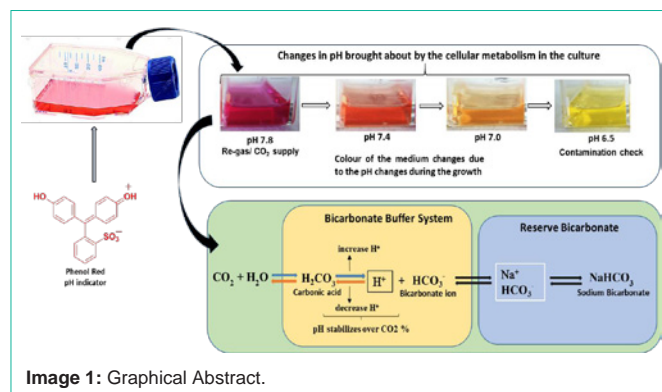 Changes in pH brought about by the cellular metabolism in the culture
pH 7.8
Re-gas/ CO₂ supply
pH 7.4
pH 7.0
pH 6.5
Contamination check
Colour of the medium changes due
to the pH changes during the growth
HO
OH
+
SO₃⁻
Phenol Red
pH indicator
Bicarbonate Buffer System
Reserve Bicarbonate
increase H⁺
CO₂ + H₂O
H₂CO₃
H⁺
+ HCO₃⁻
Carbonic acid
Bicarbonate ion
decrease H⁺
pH stabilizes over CO2 %
Na⁺
HCO₃⁻
NaHCO₃
Sodium Bicarbonate
Image 1: Graphical Abstract.